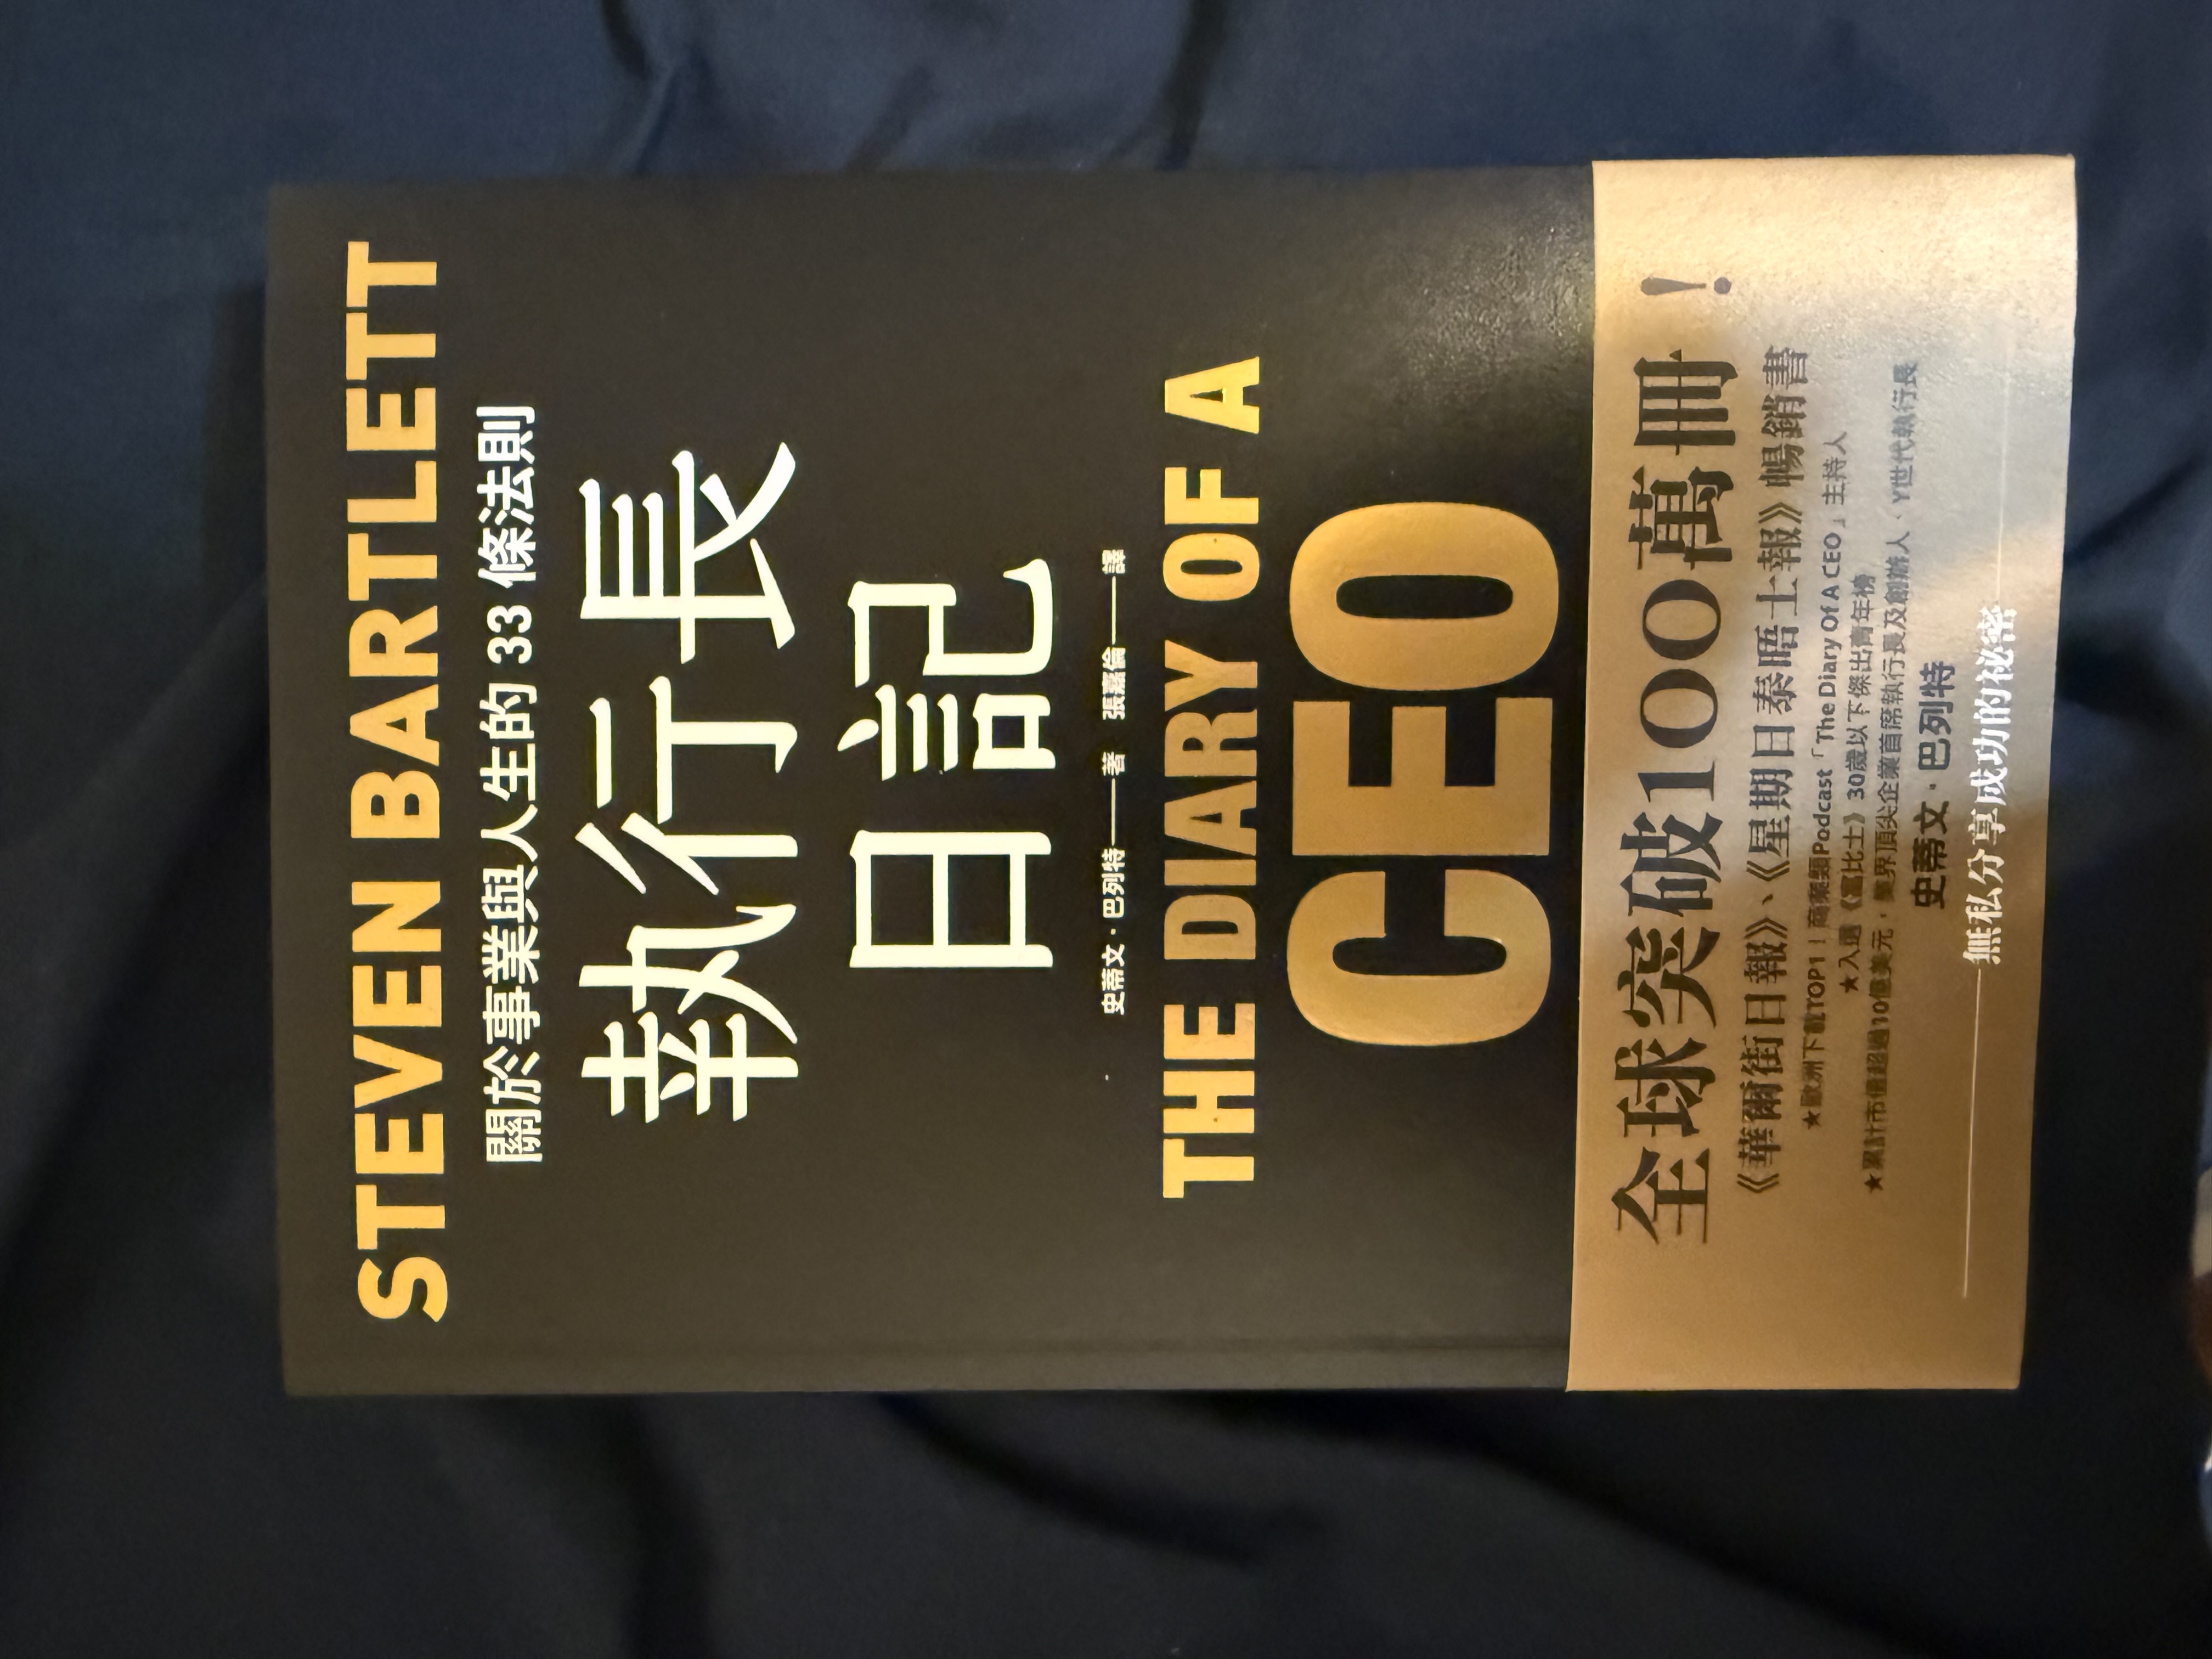 STEVEN BARTLETT
關於事業與人生的 33 條法則
執行長
日記
史蒂文・巴列特——著 張嘉倫——譯
THE DIARY OF A
CEO
全球突破100萬冊！
《華爾街日報》、《星期日泰晤士報》暢銷書
★歐洲下載TOP1！商業類Podcast「The Diary Of A CEO」主持人
★入選《富比士》30歲以下傑出青年榜
★累計市值超過10億美元，業界頂尖企業首席執行長及創辦人、Y世代執行長
史蒂文・巴列特
無私分享成功的祕密